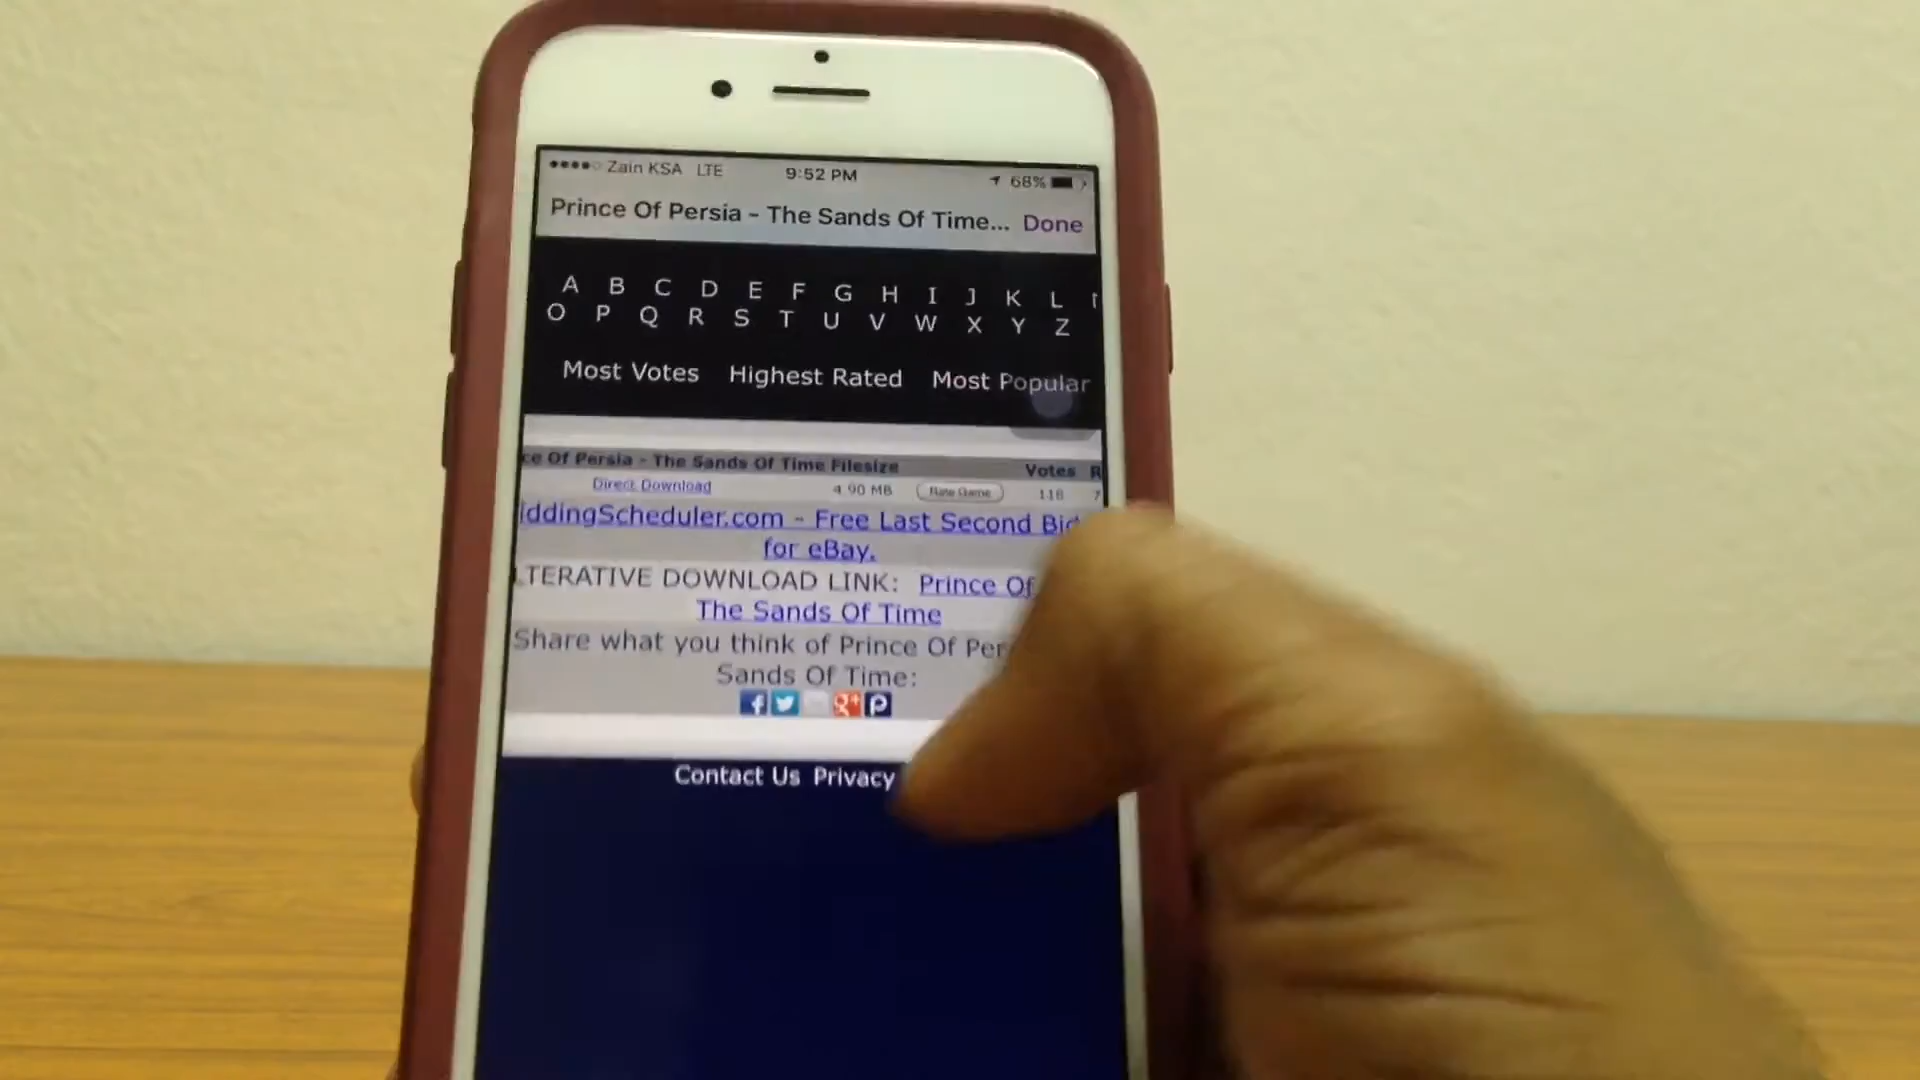 Zain KSA LTE 9:52 PM 68%
Prince Of Persia - The Sands Of Time... Done
A B C D E F G H I J K L
O P Q R S T U V W X Y Z
Most Votes Highest Rated Most Popular
ce Of Persia - The Sands Of Time Filesize Votes R
Direct Download 4.90 MB Rate Game 118 7
iddingScheduler.com - Free Last Second Bid
for eBay.
LTERATIVE DOWNLOAD LINK: Prince Of
The Sands Of Time
Share what you think of Prince Of Per
Sands Of Time:
Contact Us Privacy